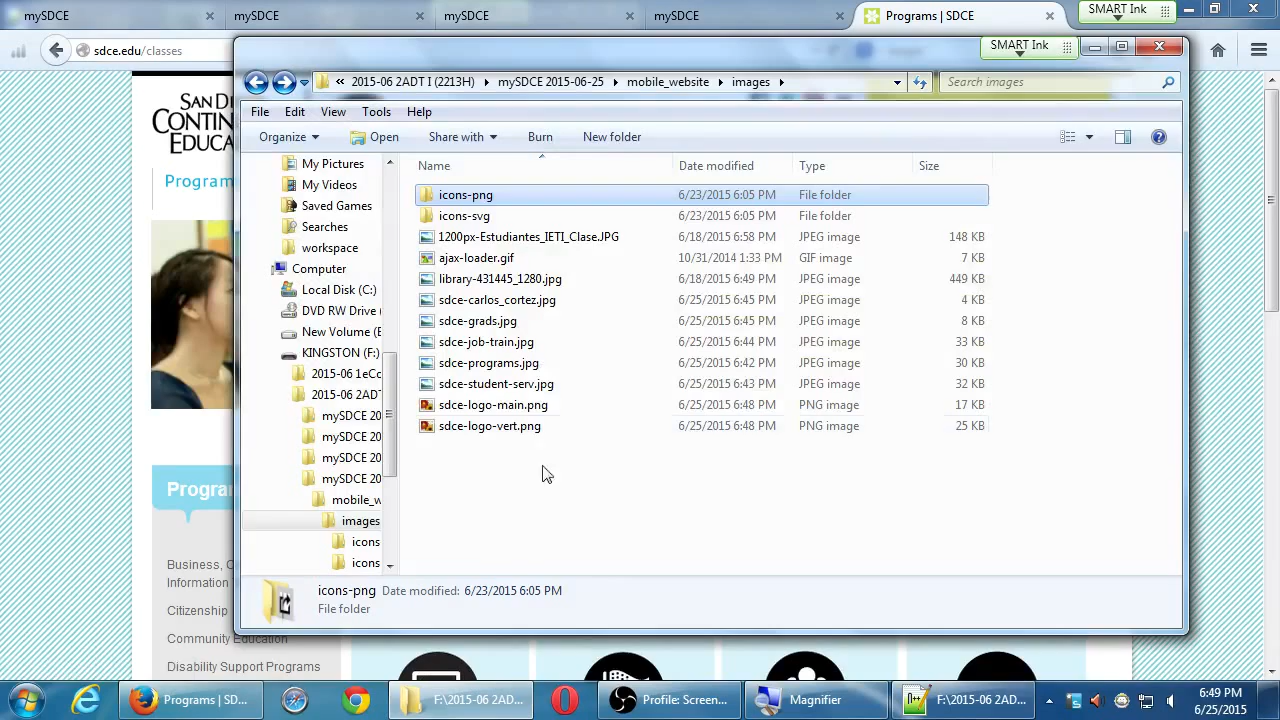 mySDCE
mySDCE
mySDCE
Programs | SDCE
SMART Ink
sdce.edu/classes
SMART Ink
2015-06 2ADT I (2213H)
mySDCE 2015-06-25
mobile_website
images
Search images
File Edit View Tools Help
Organize
Open
Share with
Burn
New folder
My Pictures
My Videos
Saved Games
Searches
workspace
Computer
Local Disk (C:)
DVD RW Drive
New Volume (E
KINGSTON (F:)
2015-06 1eCo
2015-06 2AD
mySDCE 20
mySDCE 20
mySDCE 20
mySDCE 20
mobile_w
images
icons
icons
Name Date modified Type Size
icons-png 6/23/2015 6:05 PM File folder
icons-svg 6/23/2015 6:05 PM File folder
1200px-Estudiantes_IETI_Clase.JPG 6/18/2015 6:58 PM JPEG image 148 KB
ajax-loader.gif 10/31/2014 1:33 PM GIF image 7 KB
library-431445_1280.jpg 6/18/2015 6:49 PM JPEG image 449 KB
sdce-carlos_cortez.jpg 6/25/2015 6:45 PM JPEG image 4 KB
sdce-grads.jpg 6/25/2015 6:45 PM JPEG image 8 KB
sdce-job-train.jpg 6/25/2015 6:44 PM JPEG image 33 KB
sdce-programs.jpg 6/25/2015 6:42 PM JPEG image 30 KB
sdce-student-serv.jpg 6/25/2015 6:43 PM JPEG image 32 KB
sdce-logo-main.png 6/25/2015 6:48 PM PNG image 17 KB
sdce-logo-vert.png 6/25/2015 6:48 PM PNG image 25 KB
icons-png Date modified: 6/23/2015 6:05 PM
File folder
SAN DI
CONTIN
EDUCA
Program
Progra
Business, C
Information
Citizenship
Community Education
Disability Support Programs
Programs | SD...
F:\2015-06 2AD...
Profile: Screen...
Magnifier
F:\2015-06 2AD...
6:49 PM
6/25/2015